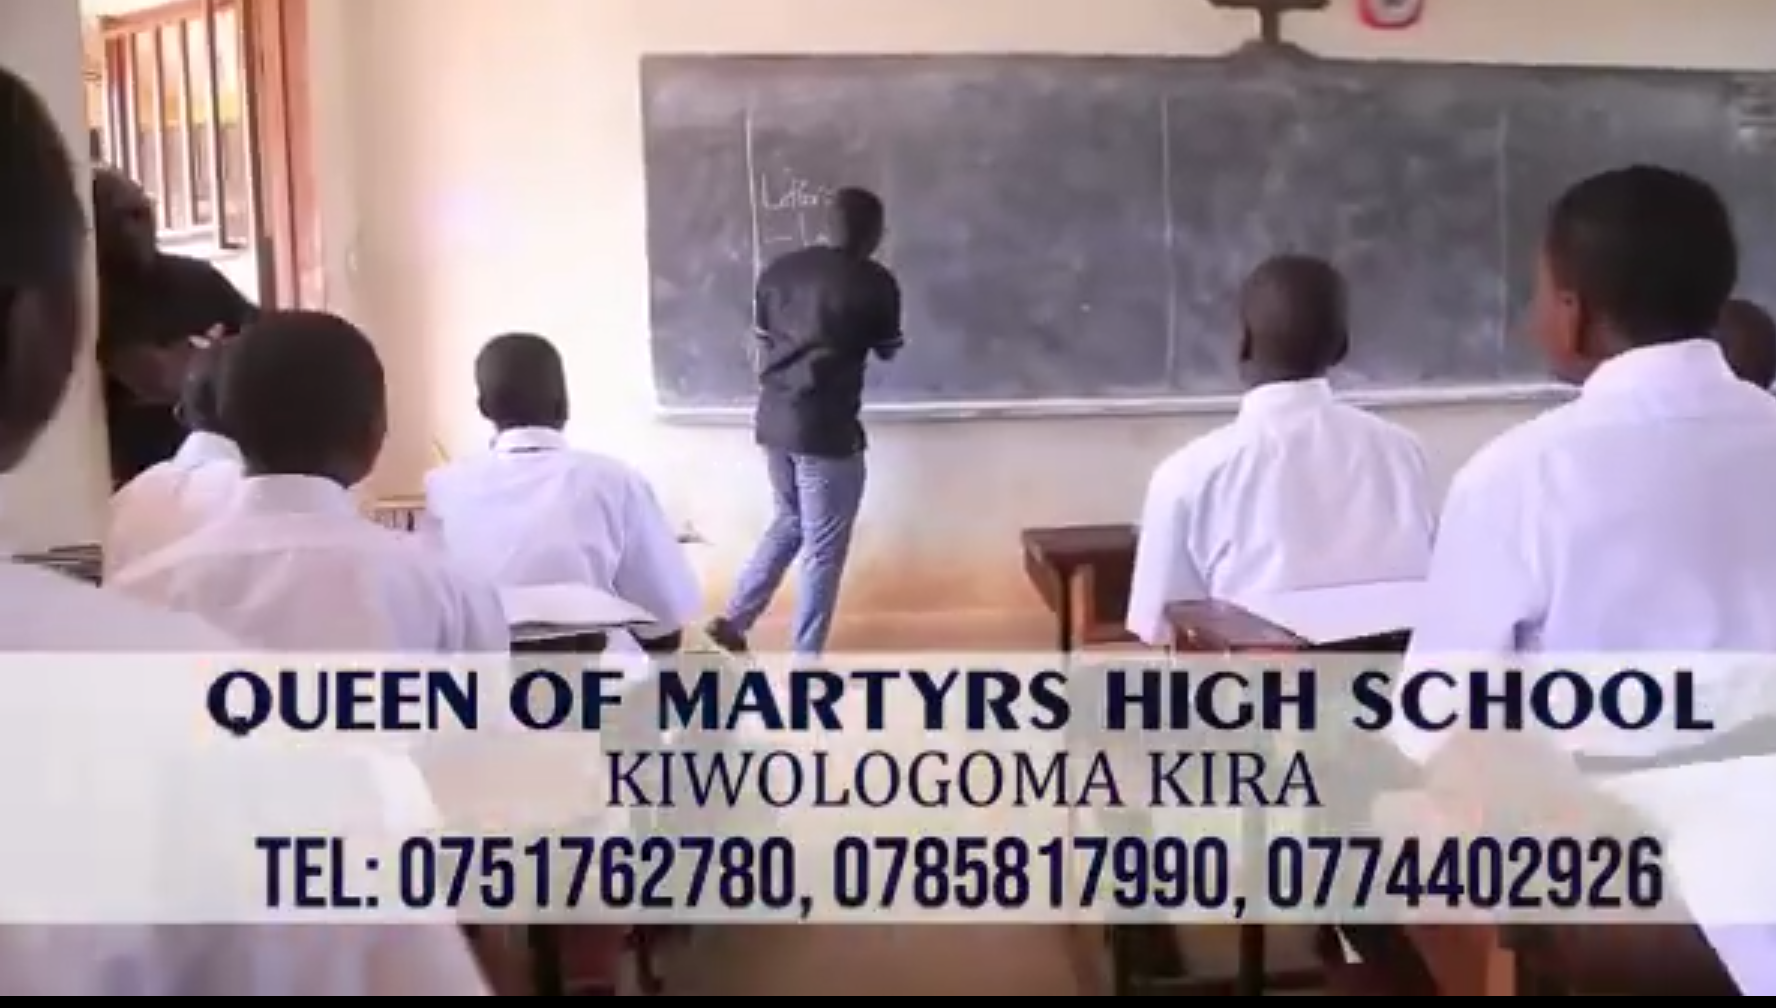 QUEEN OF MARTYRS HIGH SCHOOL
KIWOLOGOMA KIRA
TEL: 0751762780, 0785817990, 0774402926